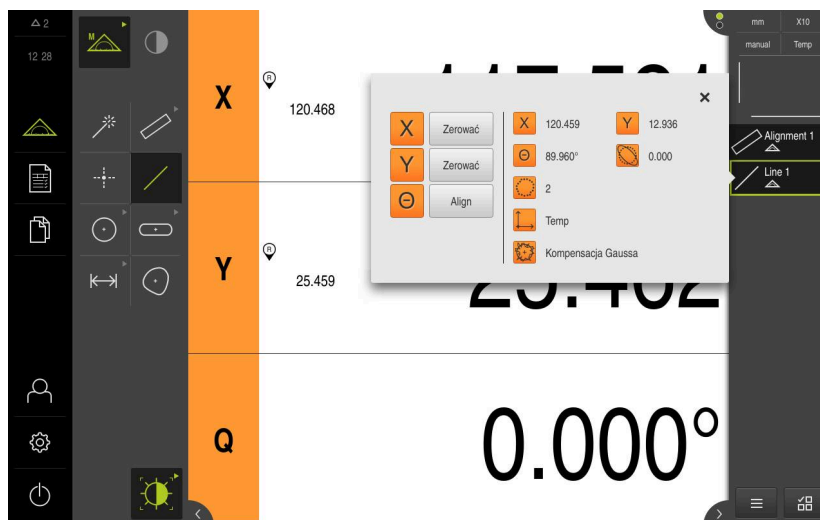 2
12 28
M
X
R
120.468
Y
R
25.459
Q
0.000°
X Zerować
Y Zerować
Θ Align
X 120.459 Y 12.936
Θ 89.960° 0.000
2
Temp
Kompensacja Gaussa
mm X10
manual Temp
Alignment 1
Line 1